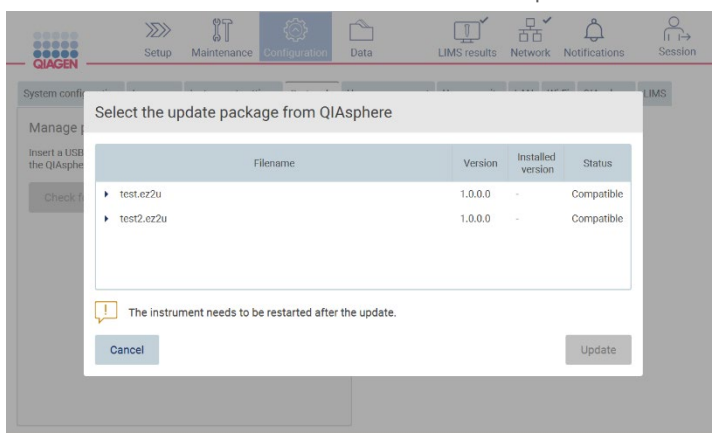 Setup
Maintenance
Configuration
Data
LIMS results
Network
Notifications
Session
QIAGEN
System confi
LIMS
Manage p
Insert a USB
the QIAsphe
Check f
Select the update package from QIAsphere
Filename Version Installed version Status
test.ez2u 1.0.0.0 - Compatible
test2.ez2u 1.0.0.0 - Compatible
! The instrument needs to be restarted after the update.
Cancel Update